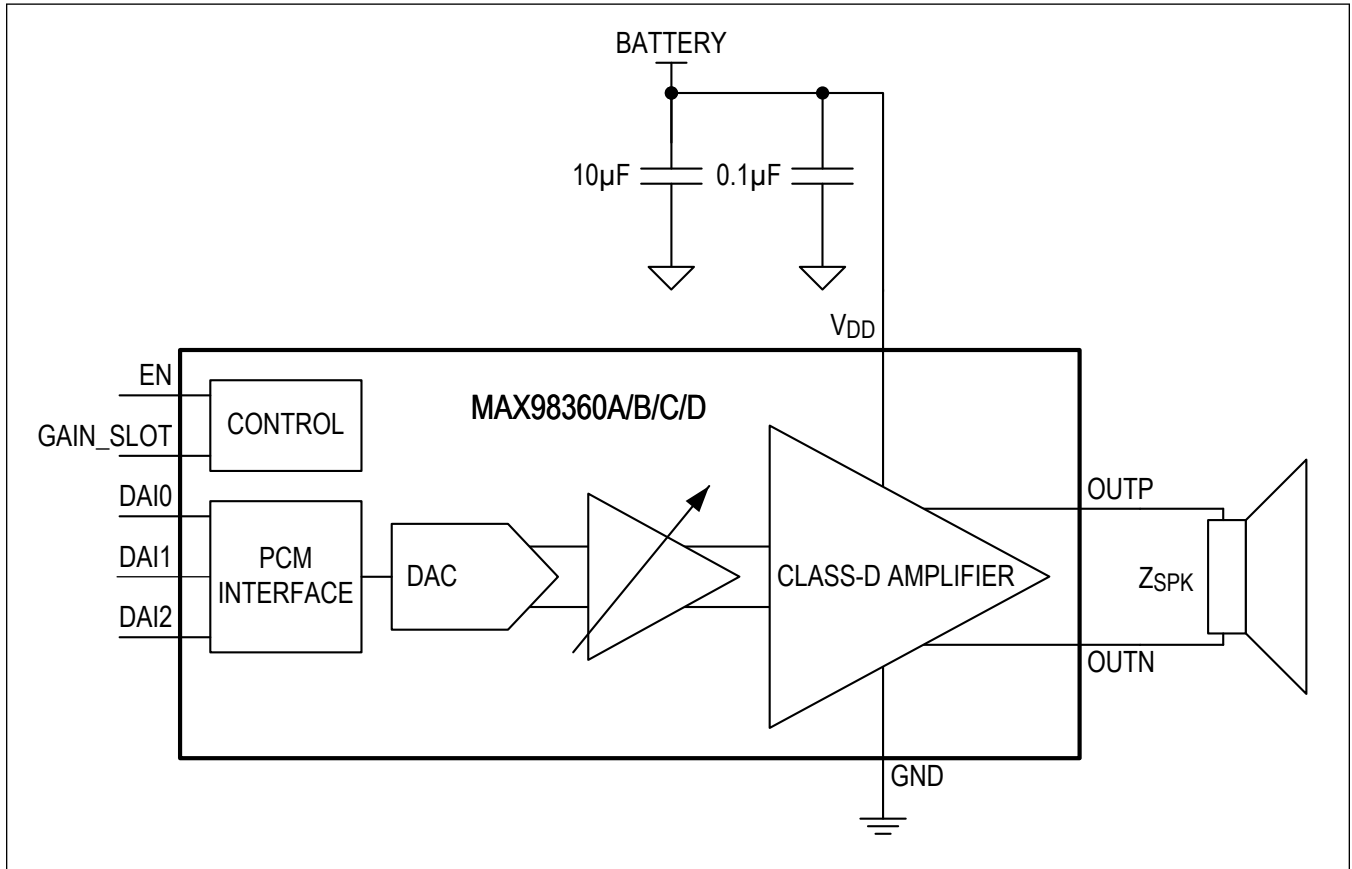 BATTERY
10µF
0.1µF
VDD
EN
GAIN_SLOT
CONTROL
MAX98360A/B/C/D
DAI0
DAI1
DAI2
PCM
INTERFACE
DAC
CLASS-D AMPLIFIER
OUTP
ZSPK
OUTN
GND